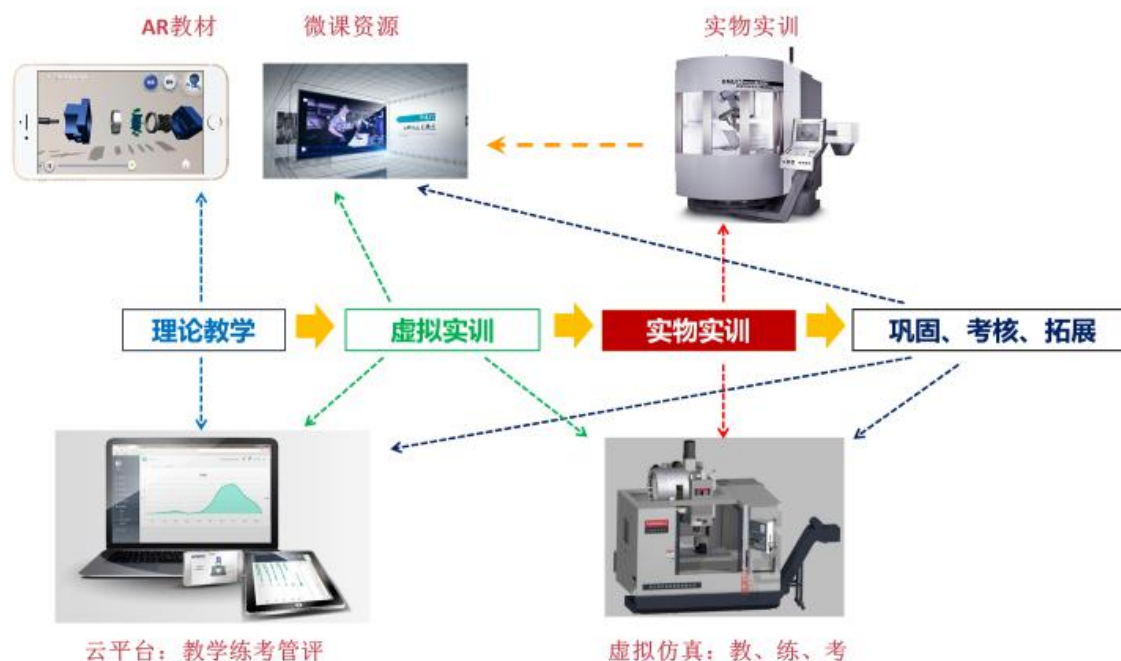 AR教材
微课资源
实物实训
理论教学
虚拟实训
实物实训
巩固、考核、拓展
云平台：教学练考管评
虚拟仿真：教、练、考